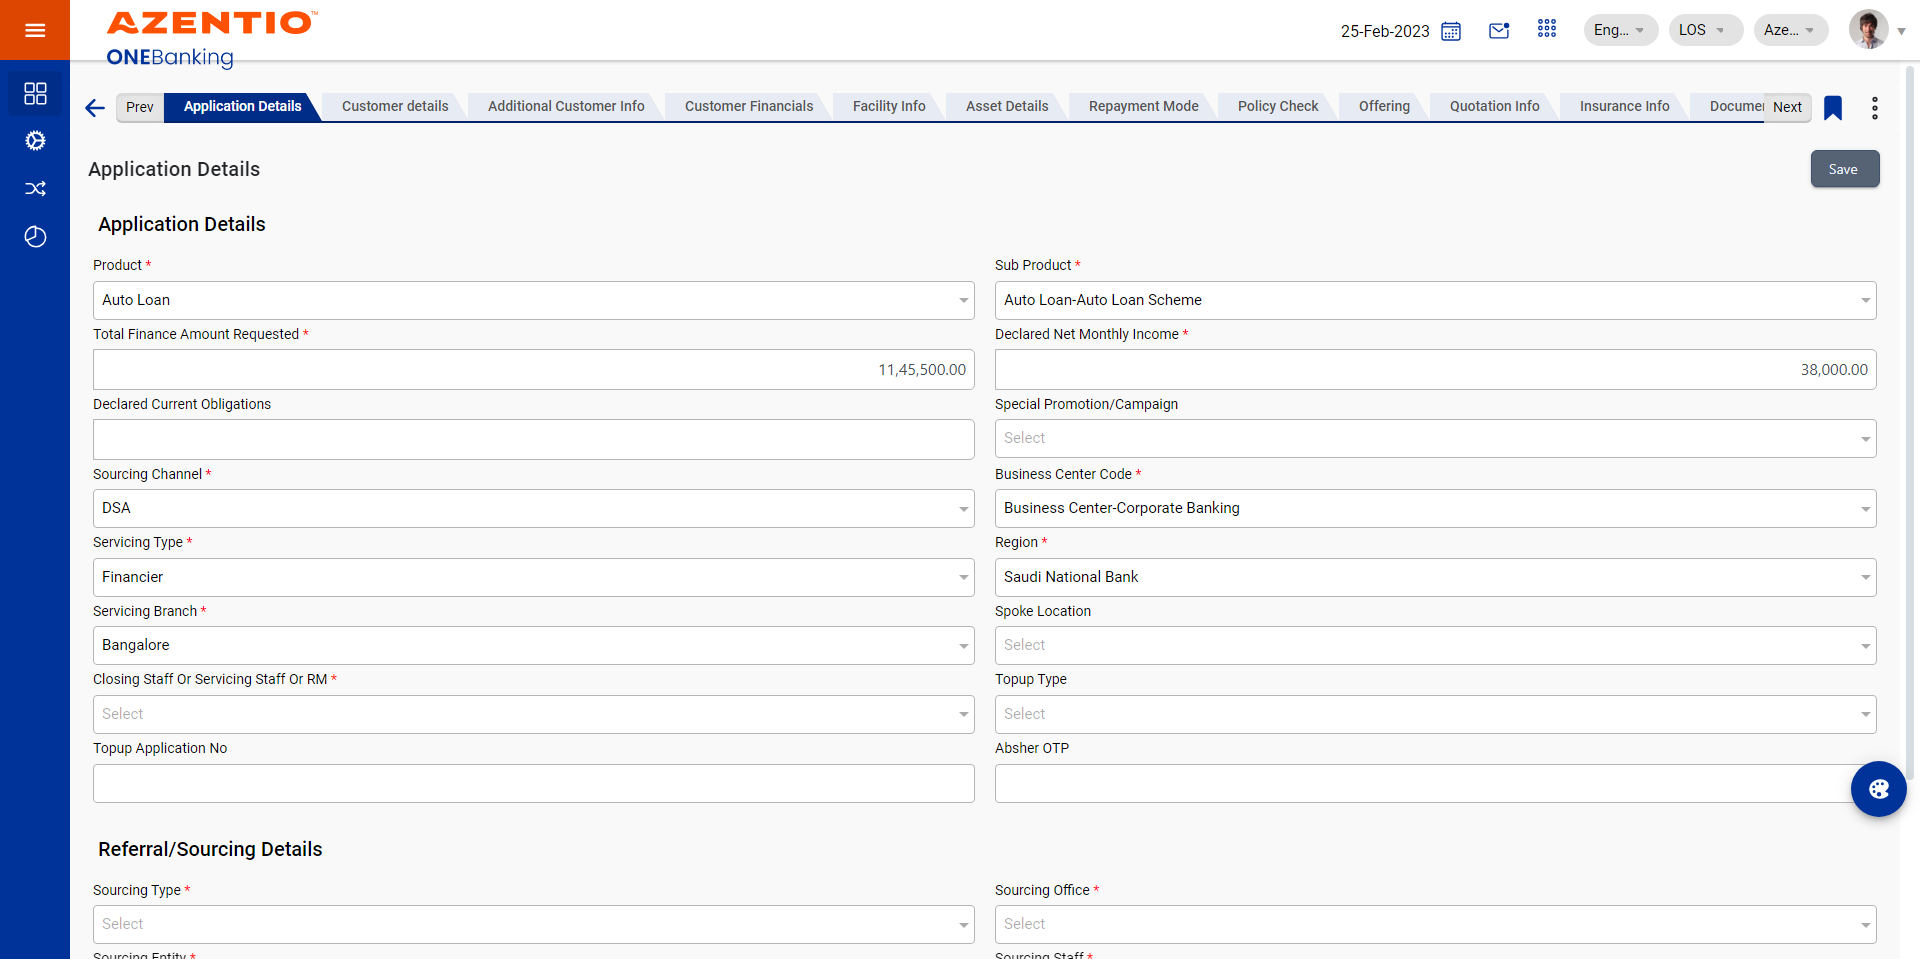 AZENTIO™
ONEBanking
25-Feb-2023
Eng...
LOS
Aze...
Prev
Application Details
Customer details
Additional Customer Info
Customer Financials
Facility Info
Asset Details
Repayment Mode
Policy Check
Offering
Quotation Info
Insurance Info
Documen
Next
Application Details
Save
Application Details
Product *
Sub Product *
Auto Loan
Auto Loan-Auto Loan Scheme
Total Finance Amount Requested *
Declared Net Monthly Income *
11,45,500.00
38,000.00
Declared Current Obligations
Special Promotion/Campaign
Select
Sourcing Channel *
Business Center Code *
DSA
Business Center-Corporate Banking
Servicing Type *
Region *
Financier
Saudi National Bank
Servicing Branch *
Spoke Location
Bangalore
Select
Closing Staff Or Servicing Staff Or RM *
Topup Type
Select
Select
Topup Application No
Absher OTP
Referral/Sourcing Details
Sourcing Type *
Sourcing Office *
Select
Select
Sourcing Entity *
Sourcing Staff *